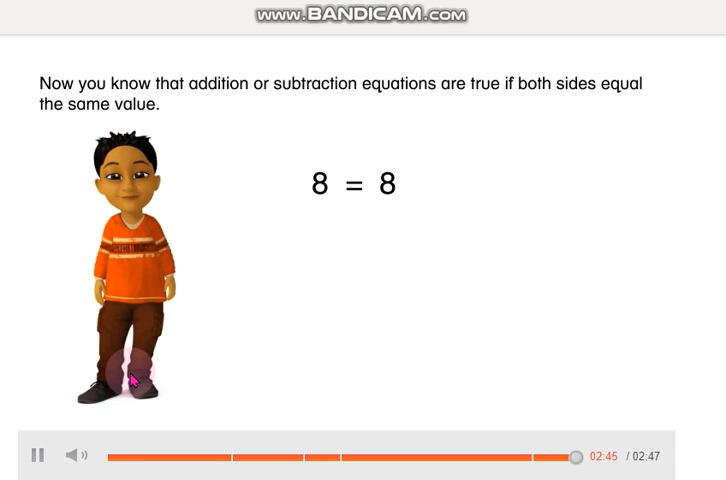 www.BANDICAM.com
Now you know that addition or subtraction equations are true if both sides equal
the same value.
8 = 8
02:45 / 02:47